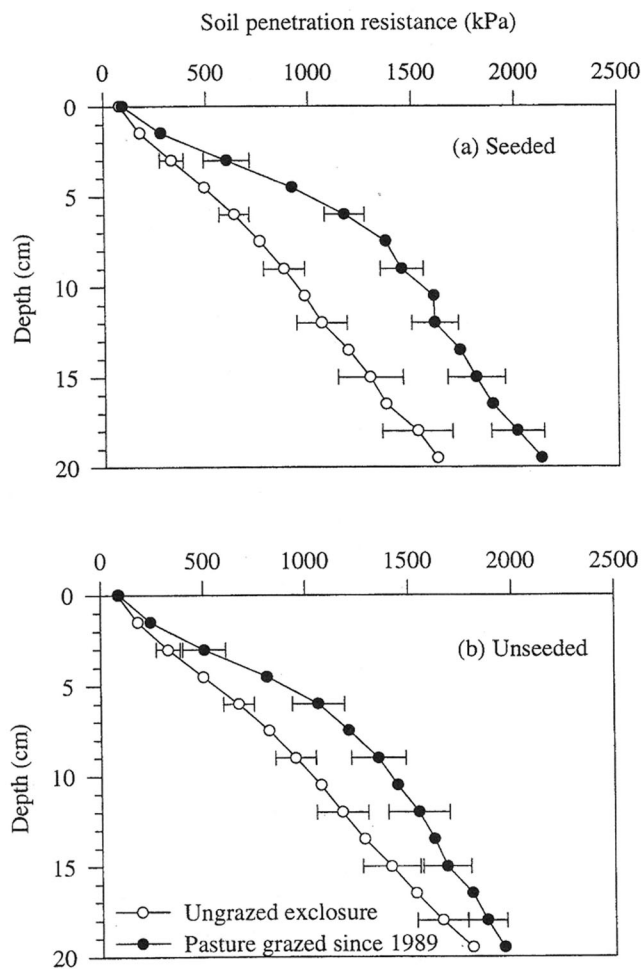 Soil penetration resistance (kPa)
0 500 1000 1500 2000 2500
0
(a) Seeded
5
10
15
20
Depth (cm)
0 500 1000 1500 2000 2500
0
(b) Unseeded
5
10
15
20
Depth (cm)
Ungrazed exclosure
Pasture grazed since 1989